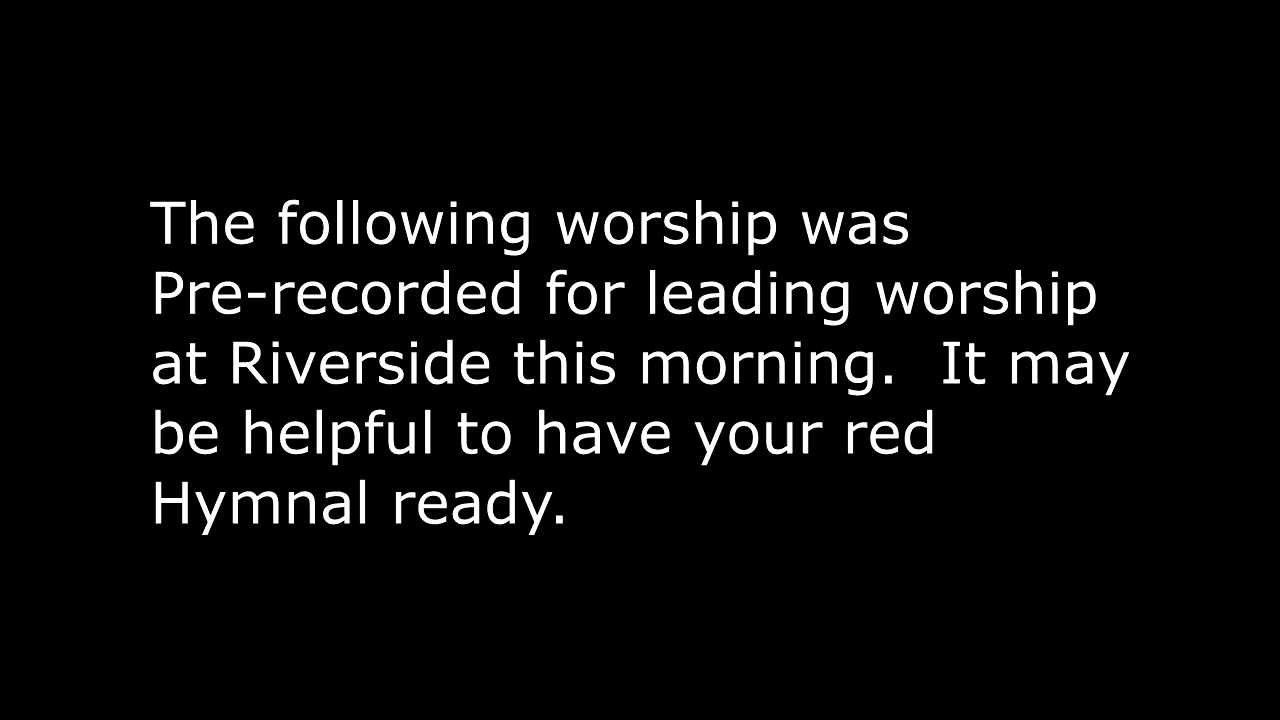 The following worship was
Pre-recorded for leading worship
at Riverside this morning.  It may
be helpful to have your red
Hymnal ready.